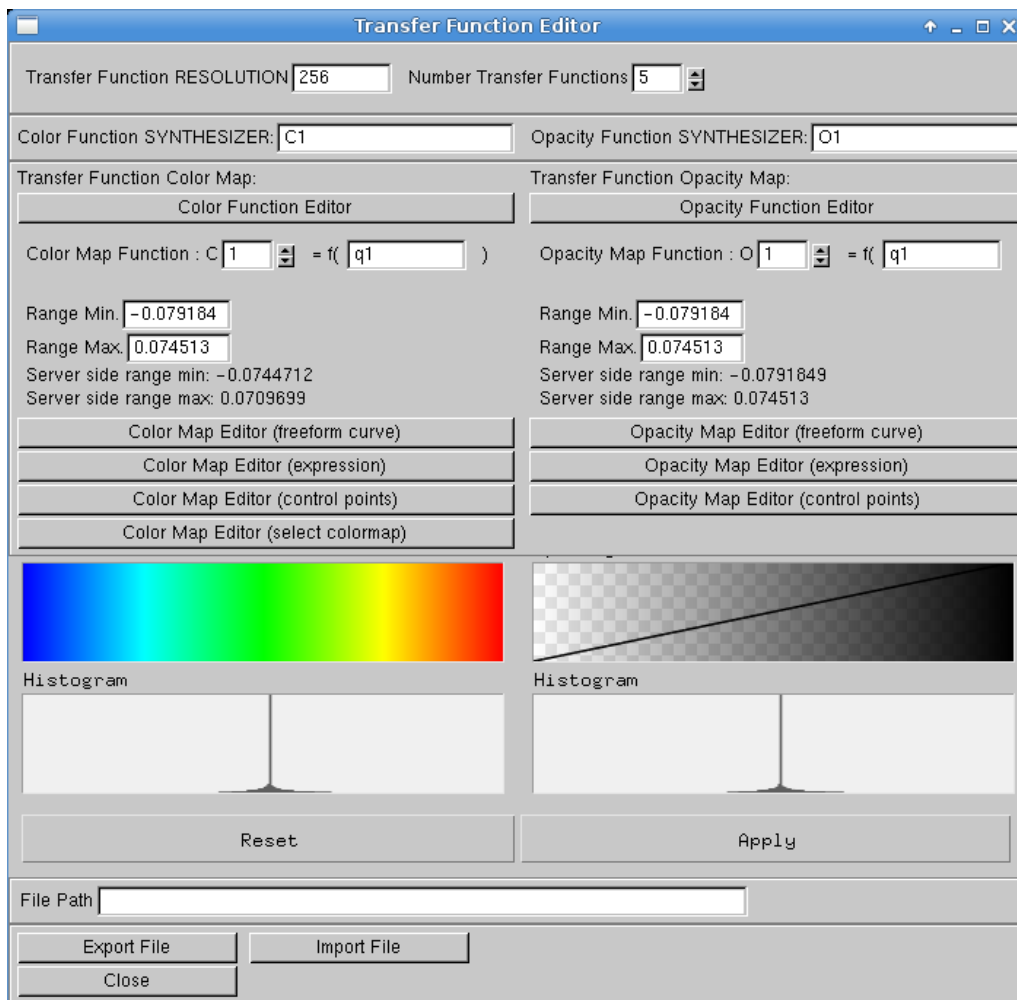 Transfer Function Editor
Transfer Function RESOLUTION 256 Number Transfer Functions 5
Color Function SYNTHESIZER: C1 Opacity Function SYNTHESIZER: O1
Transfer Function Color Map: Transfer Function Opacity Map:
Color Function Editor Opacity Function Editor
Color Map Function : C 1 = f( q1 ) Opacity Map Function : O 1 = f( q1
Range Min. -0.079184 Range Min. -0.079184
Range Max. 0.074513 Range Max. 0.074513
Server side range min: -0.0744712 Server side range min: -0.0791849
Server side range max: 0.0709699 Server side range max: 0.074513
Color Map Editor (freeform curve) Opacity Map Editor (freeform curve)
Color Map Editor (expression) Opacity Map Editor (expression)
Color Map Editor (control points) Opacity Map Editor (control points)
Color Map Editor (select colormap)
Histogram Histogram
Reset Apply
File Path
Export File Import File
Close